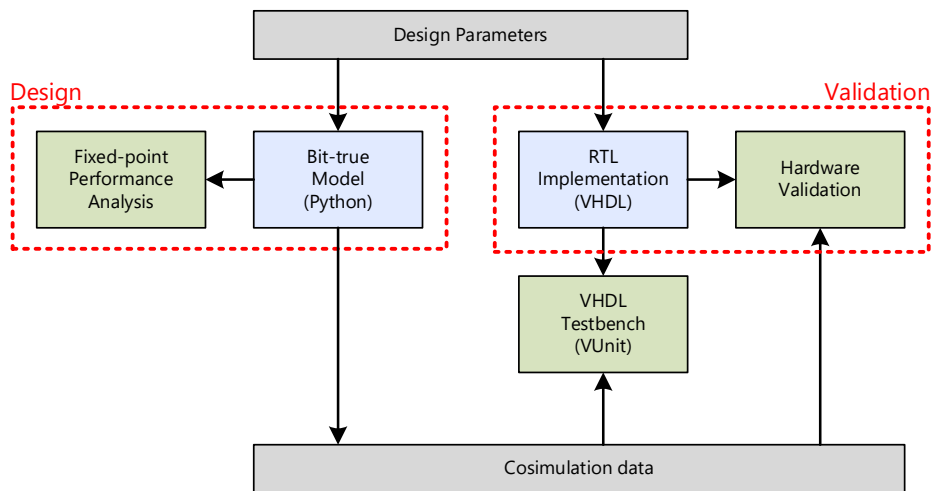 Design Parameters
Design
Validation
Fixed-point
Performance
Analysis
Bit-true
Model
(Python)
RTL
Implementation
(VHDL)
Hardware
Validation
VHDL
Testbench
(VUnit)
Cosimulation data